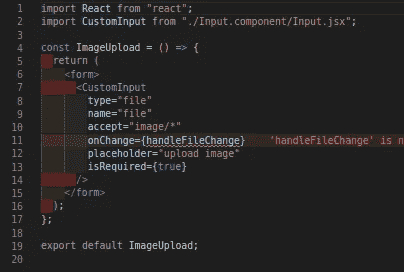 1 import React from "react";
2 import CustomInput from "./Input.component/Input.jsx";
3
4 const ImageUpload = () => {
5 return (
6 <form>
7 <CustomInput
8 type="file"
9 name="file"
10 accept="image/*"
11 onChange={handleFileChange} 'handleFileChange' is n
12 placeholder="upload image"
13 isRequired={true}
14 />
15 </form>
16 );
17 };
18
19 export default ImageUpload;
20